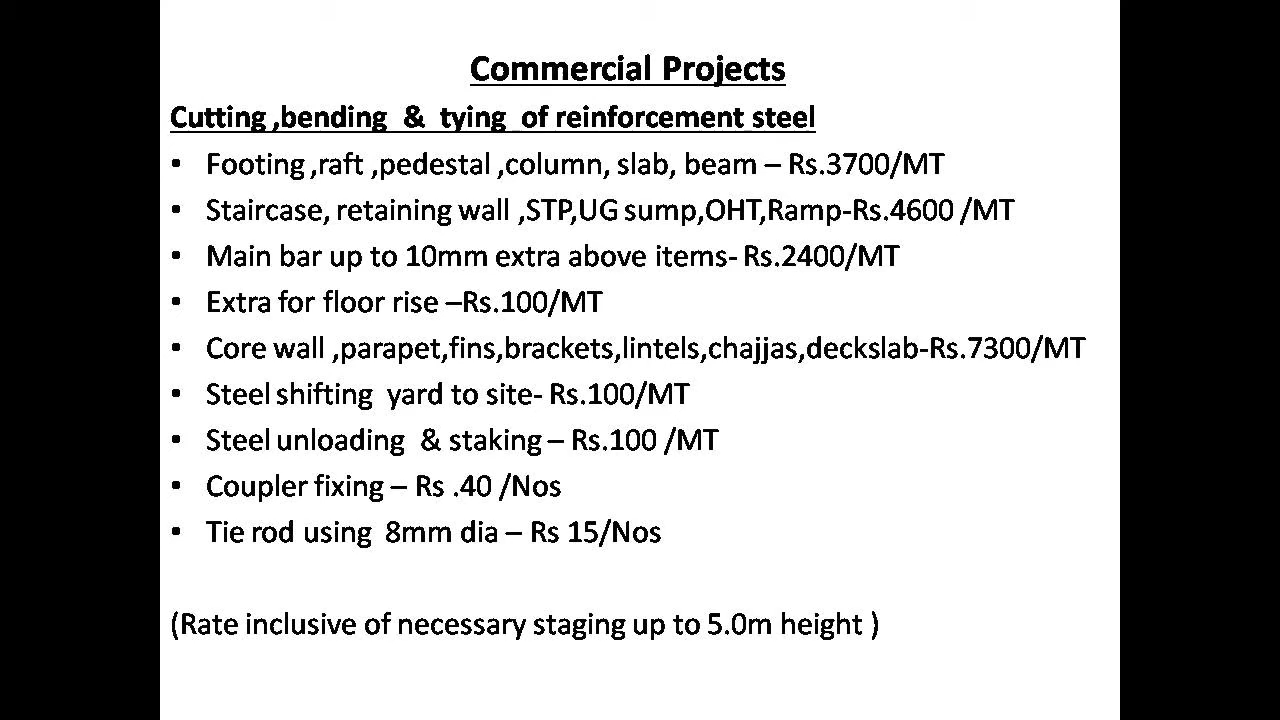 Commercial Projects
Cutting ,bending & tying of reinforcement steel
• Footing ,raft ,pedestal ,column, slab, beam – Rs.3700/MT
• Staircase, retaining wall ,STP,UG sump,OHT,Ramp-Rs.4600 /MT
• Main bar up to 10mm extra above items- Rs.2400/MT
• Extra for floor rise –Rs.100/MT
• Core wall ,parapet,fins,brackets,lintels,chajjas,deckslab-Rs.7300/MT
• Steel shifting yard to site- Rs.100/MT
• Steel unloading & staking – Rs.100 /MT
• Coupler fixing – Rs .40 /Nos
• Tie rod using 8mm dia – Rs 15/Nos
(Rate inclusive of necessary staging up to 5.0m height )